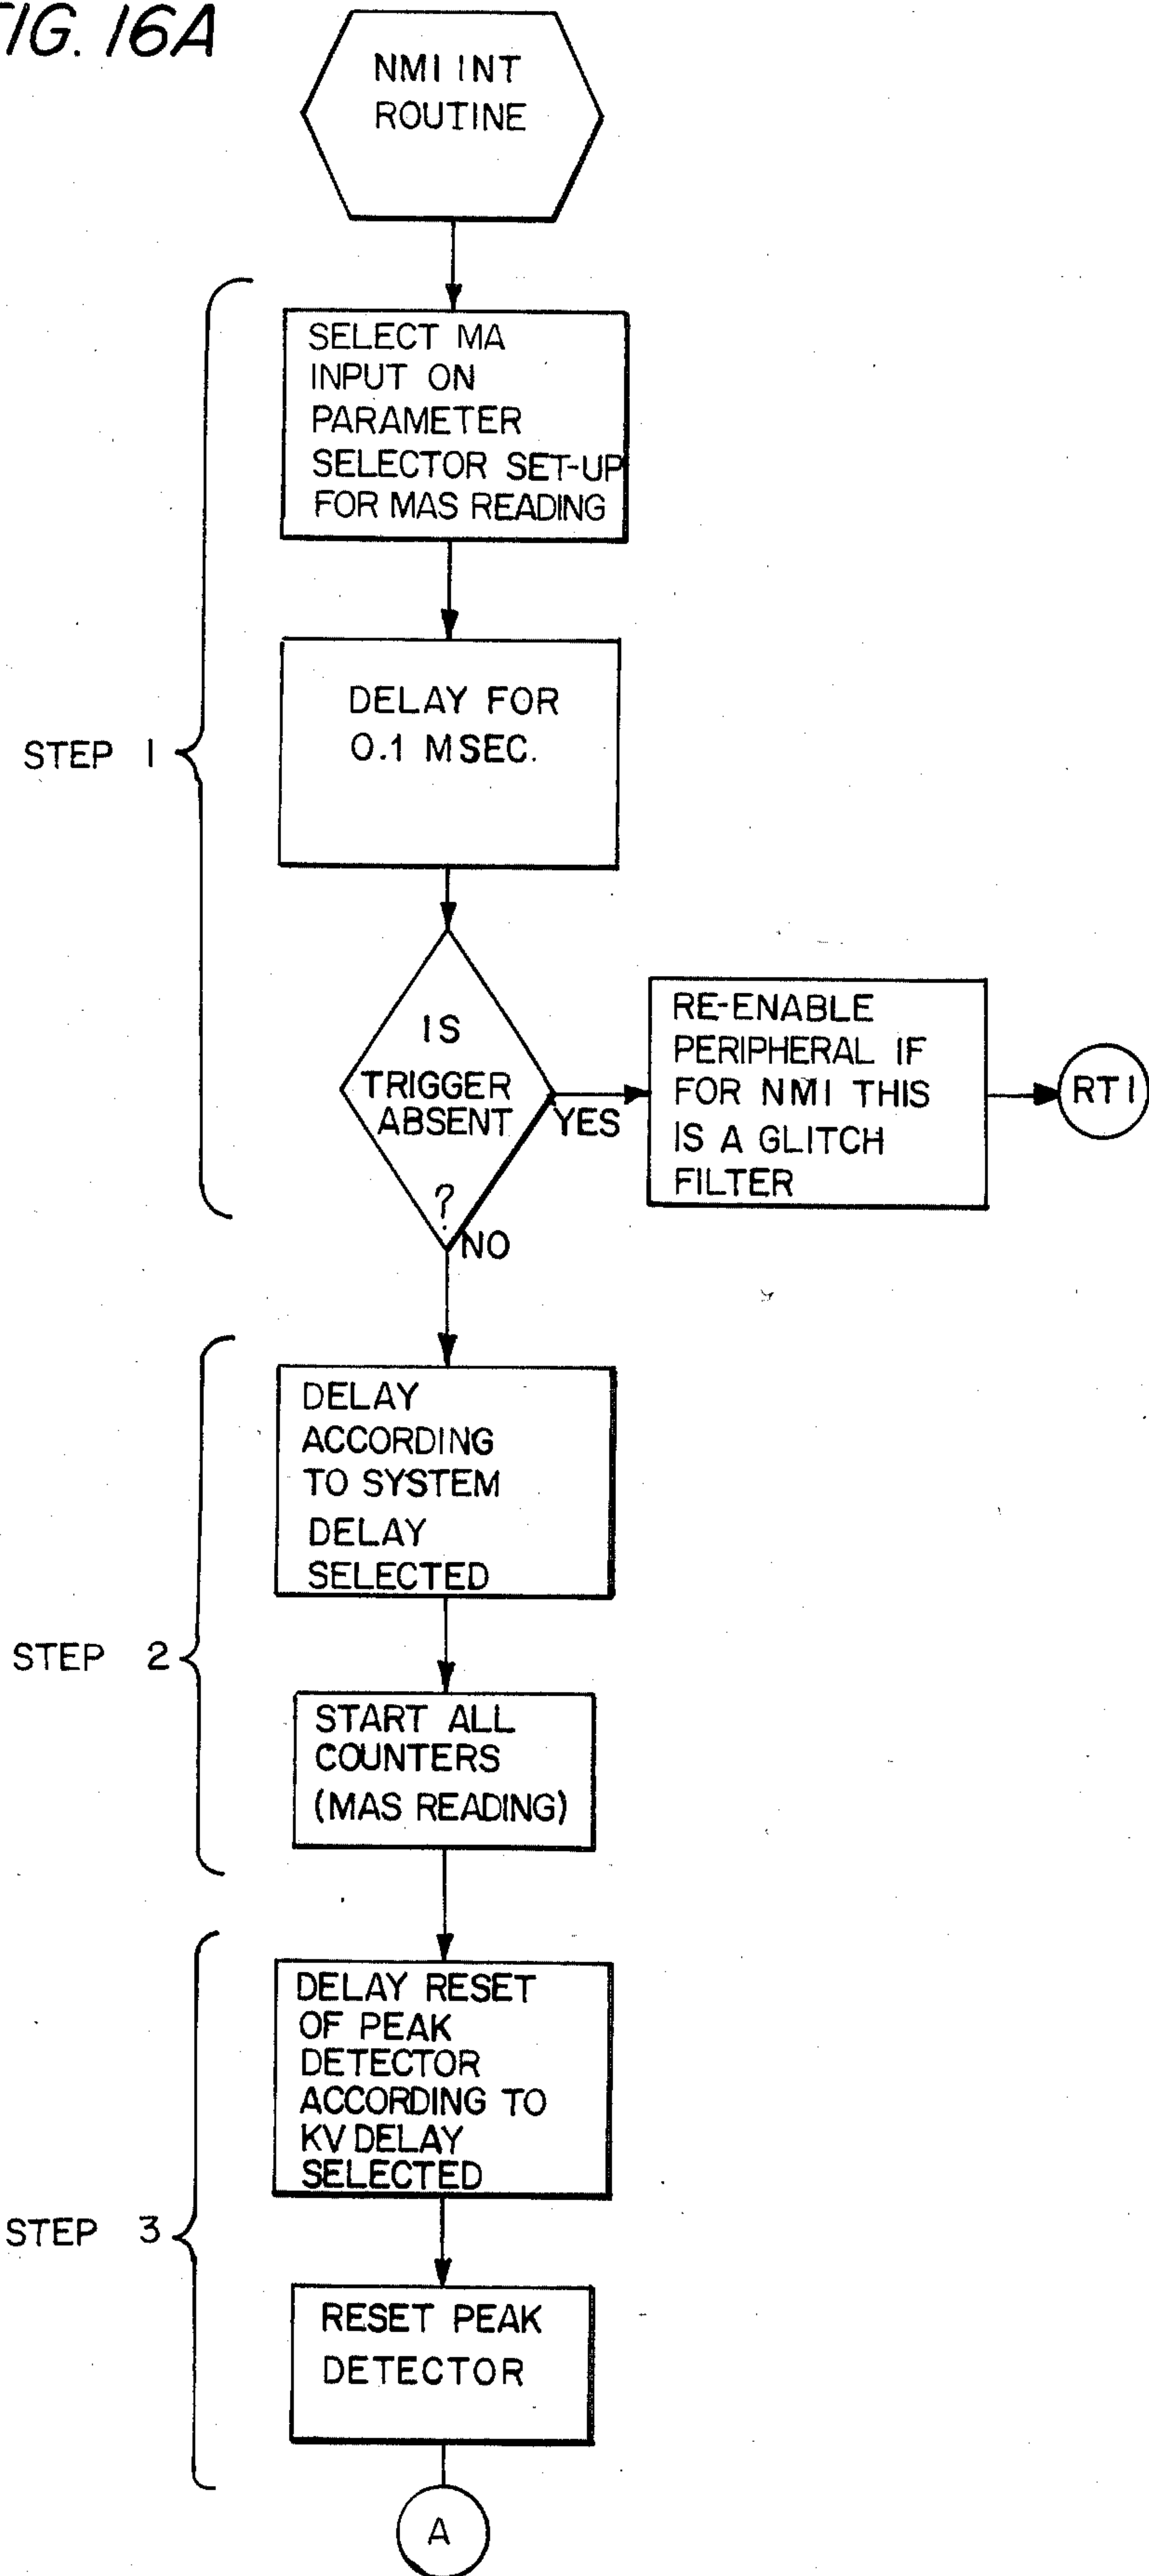 FIG. 16A
NMI INT
ROUTINE
SELECT MA
INPUT ON
PARAMETER
SELECTOR SET-UP
FOR MAS READING
DELAY FOR
0.1 MSEC.
STEP 1
IS
TRIGGER
ABSENT
?
YES
NO
RE-ENABLE
PERIPHERAL IF
FOR NMI THIS
IS A GLITCH
FILTER
RTI
DELAY
ACCORDING
TO SYSTEM
DELAY
SELECTED
STEP 2
START ALL
COUNTERS
(MAS READING)
DELAY RESET
OF PEAK
DETECTOR
ACCORDING TO
KV DELAY
SELECTED
STEP 3
RESET PEAK
DETECTOR
A